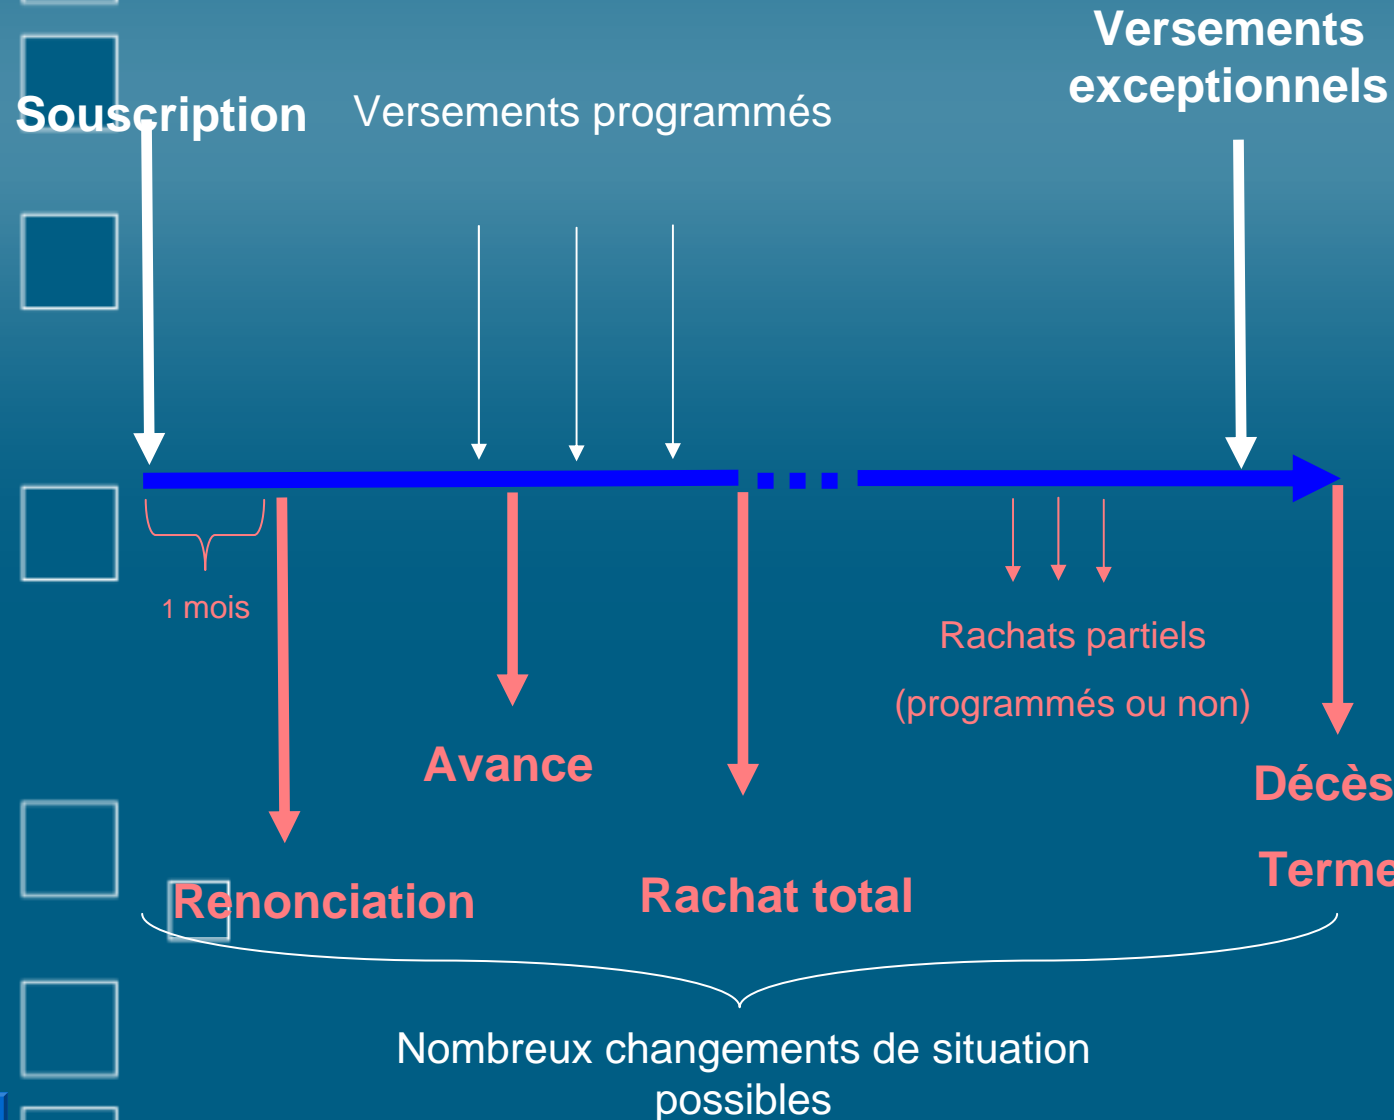 Versements
exceptionnels
Souscription
Versements programmés
1 mois
Rachats partiels
(programmés ou non)
Avance
Décès
Terme
Renonciation
Rachat total
Nombreux changements de situation
possibles